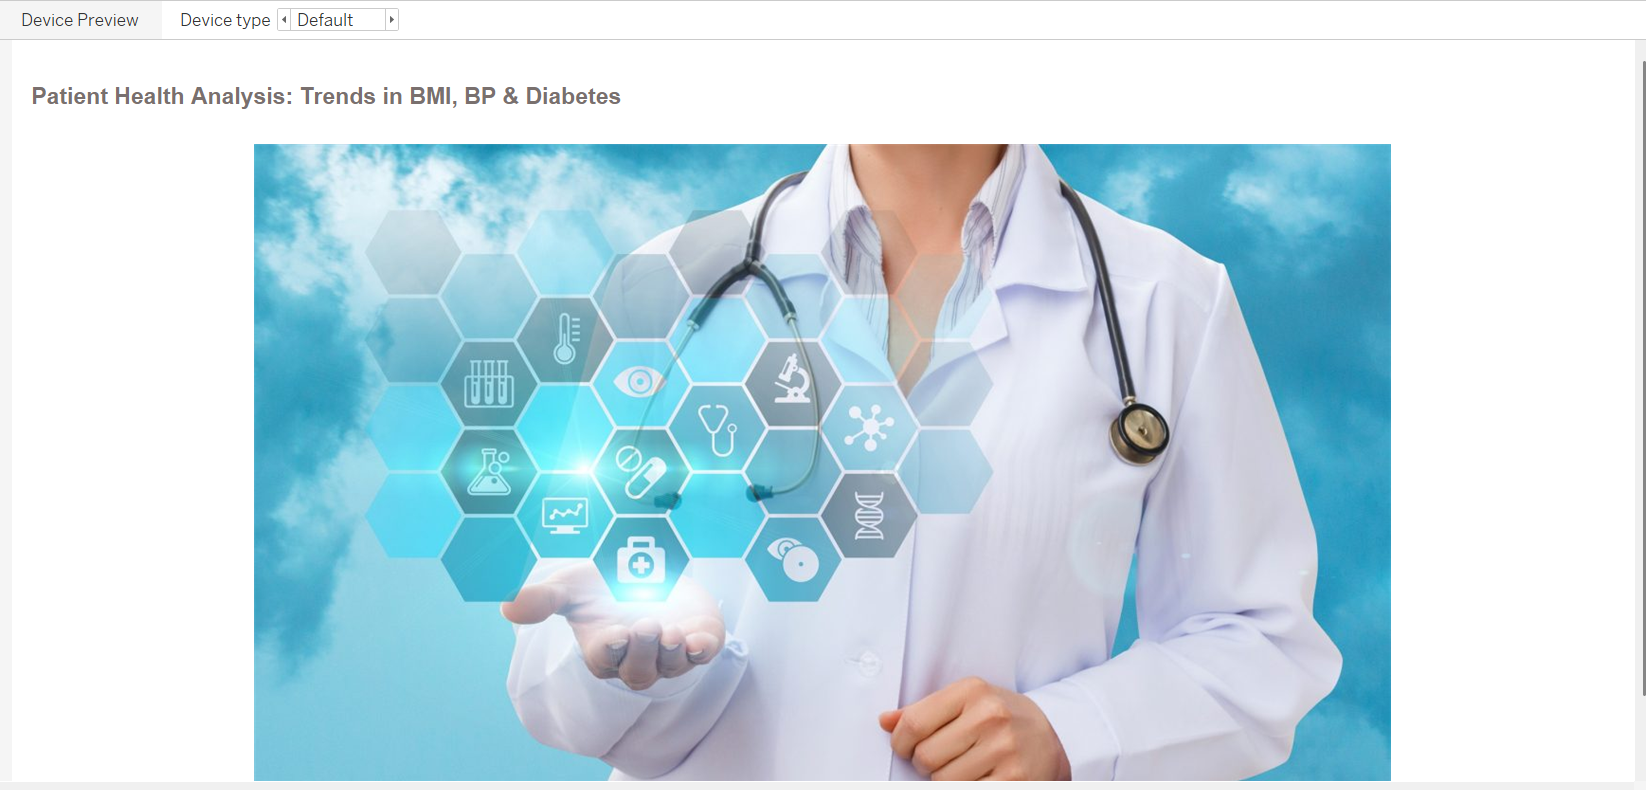 Device Preview Device type Default
Patient Health Analysis: Trends in BMI, BP & Diabetes